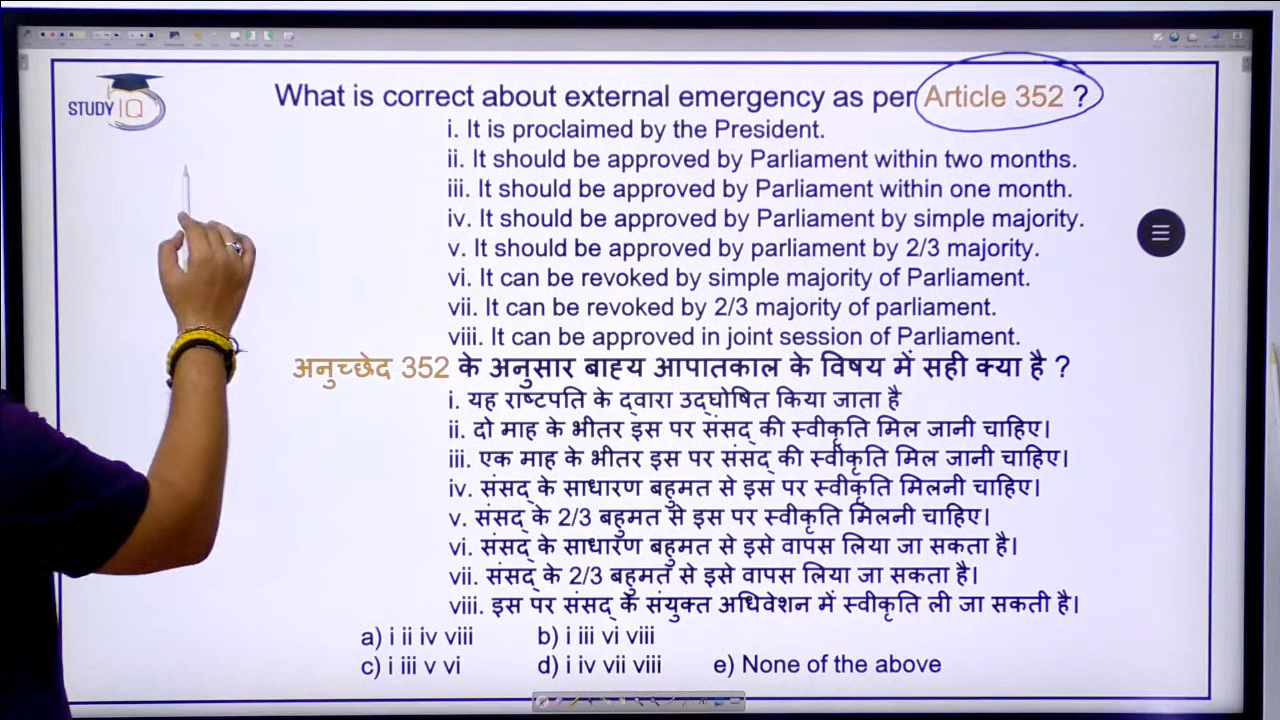 STUDY IQ
What is correct about external emergency as per Article 352 ?
i. It is proclaimed by the President.
ii. It should be approved by Parliament within two months.
iii. It should be approved by Parliament within one month.
iv. It should be approved by Parliament by simple majority.
v. It should be approved by parliament by 2/3 majority.
vi. It can be revoked by simple majority of Parliament.
vii. It can be revoked by 2/3 majority of parliament.
viii. It can be approved in joint session of Parliament.
अनुच्छेद 352 के अनुसार बाह्य आपातकाल के विषय में सही क्या है ?
i. यह राष्टपति के द्वारा उद्घोषित किया जाता है
ii. दो माह के भीतर इस पर संसद् की स्वीकृति मिल जानी चाहिए।
iii. एक माह के भीतर इस पर संसद् की स्वीकृति मिल जानी चाहिए।
iv. संसद् के साधारण बहुमत से इस पर स्वीकृति मिलनी चाहिए।
v. संसद् के 2/3 बहुमत से इस पर स्वीकृति मिलनी चाहिए।
vi. संसद् के साधारण बहुमत से इसे वापस लिया जा सकता है।
vii. संसद् के 2/3 बहुमत से इसे वापस लिया जा सकता है।
viii. इस पर संसद् के संयुक्त अधिवेशन में स्वीकृति ली जा सकती है।
a) i ii iv viii b) i iii vi viii
c) i iii v vi d) i iv vii viii e) None of the above